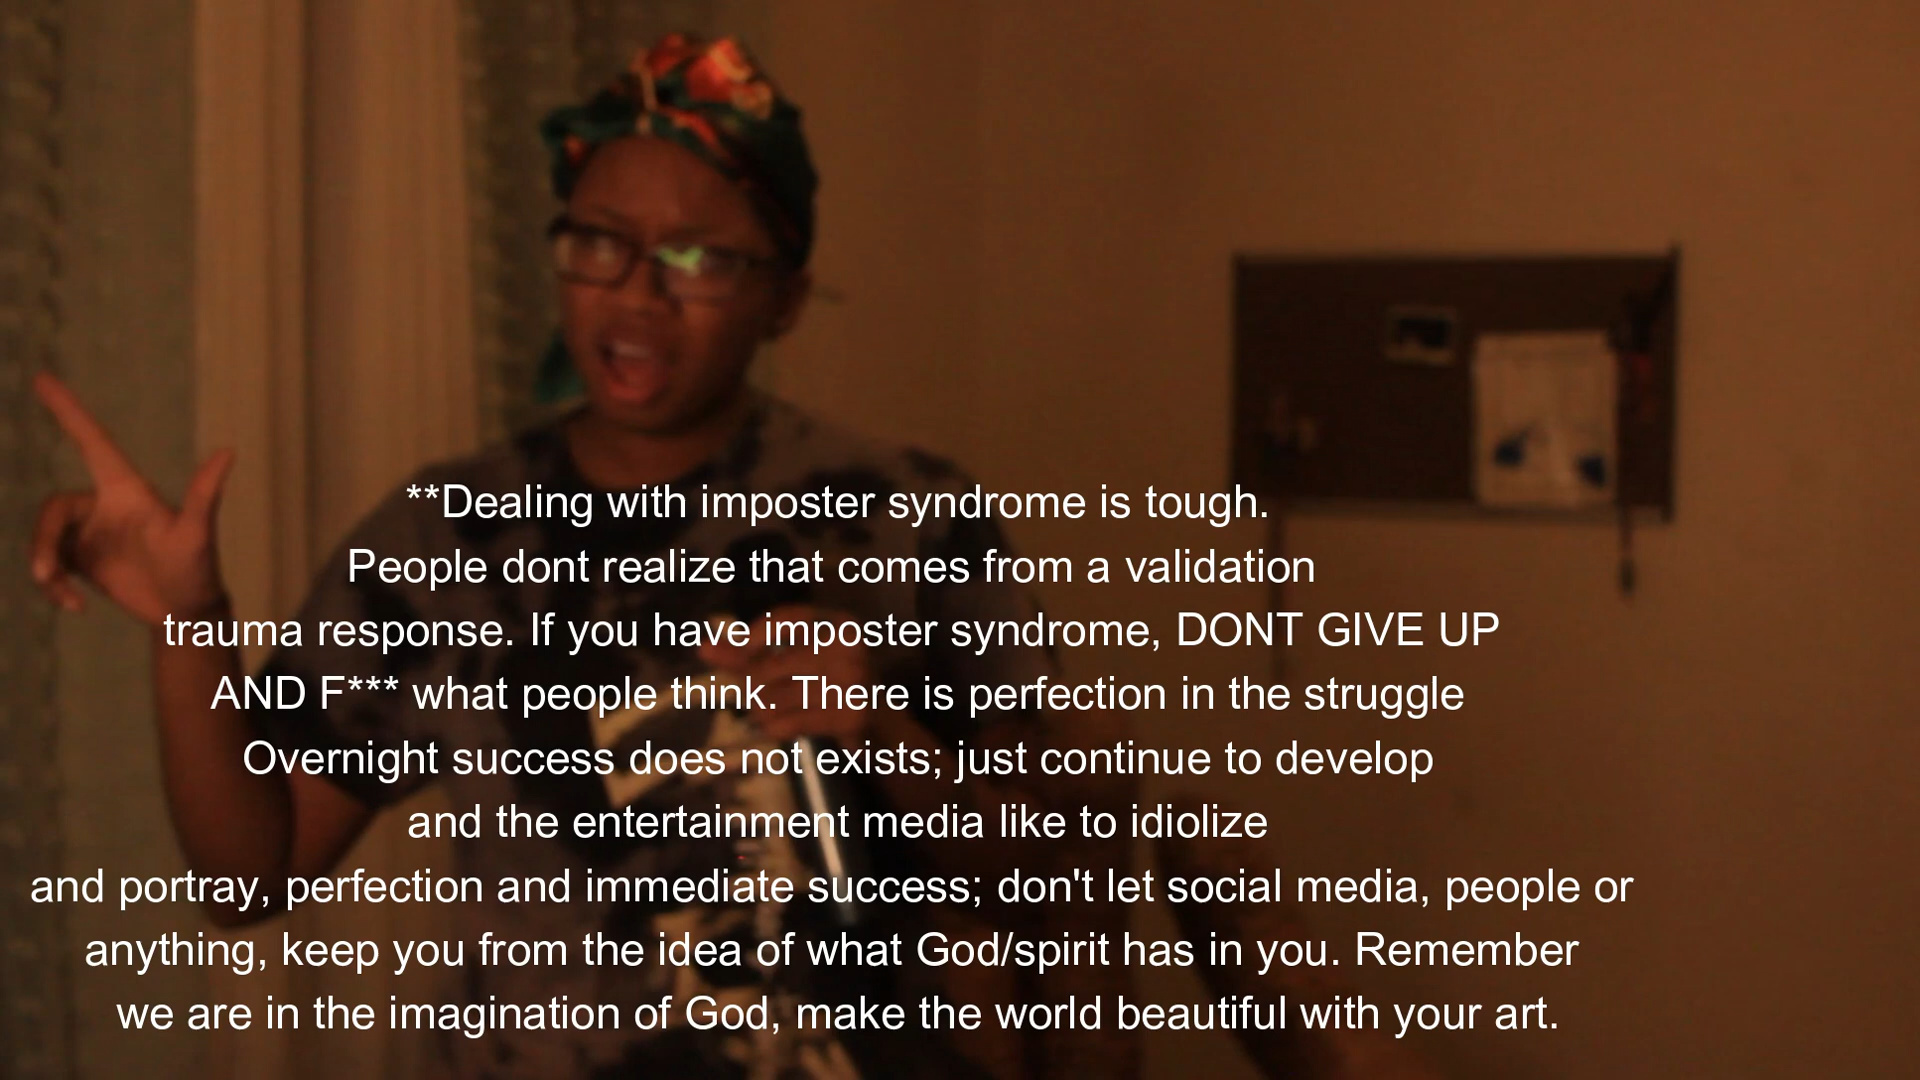 **Dealing with imposter syndrome is tough.
People dont realize that comes from a validation
trauma response. If you have imposter syndrome, DONT GIVE UP
AND F*** what people think. There is perfection in the struggle
Overnight success does not exists; just continue to develop
and the entertainment media like to idiolize
and portray, perfection and immediate success; don't let social media, people or
anything, keep you from the idea of what God/spirit has in you. Remember
we are in the imagination of God, make the world beautiful with your art.